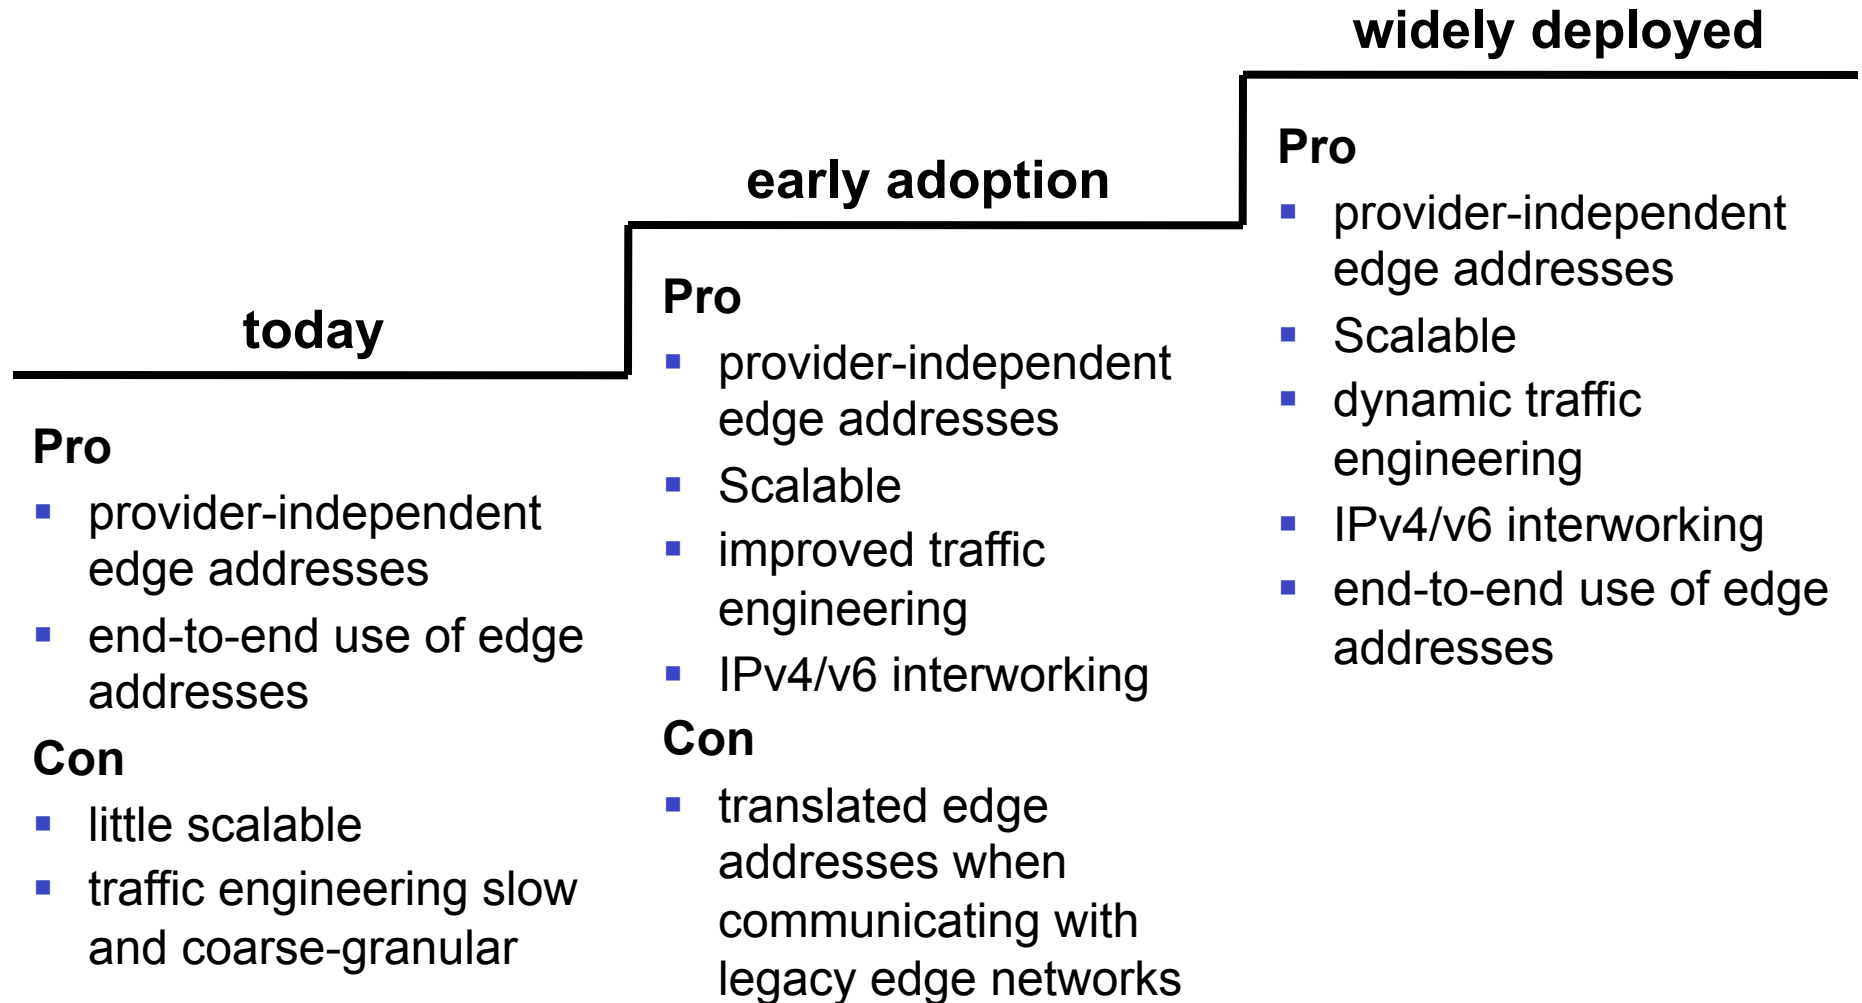 today
Pro
▪ provider-independent
edge addresses
▪ end-to-end use of edge
addresses
Con
▪ little scalable
▪ traffic engineering slow
and coarse-granular
early adoption
Pro
▪ provider-independent
edge addresses
▪ Scalable
▪ improved traffic
engineering
▪ IPv4/v6 interworking
Con
▪ translated edge
addresses when
communicating with
legacy edge networks
widely deployed
Pro
▪ provider-independent
edge addresses
▪ Scalable
▪ dynamic traffic
engineering
▪ IPv4/v6 interworking
▪ end-to-end use of edge
addresses